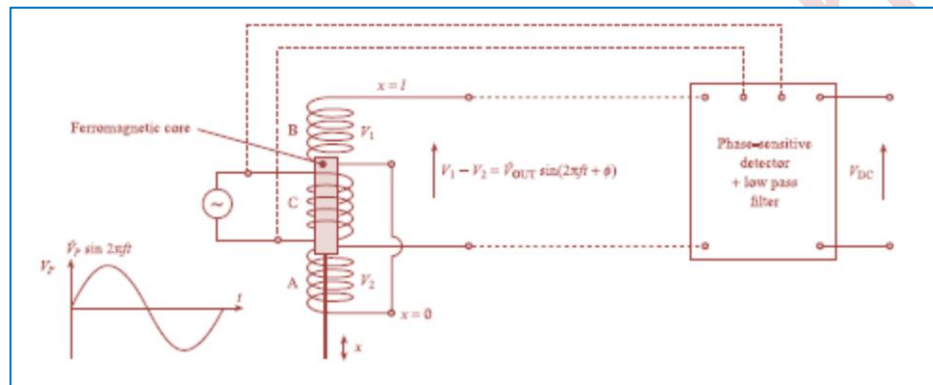 x = l
B
V₁
Ferromagnetic core
Phase-sensitive
detector
+ low pass
filter
V₁ − V₂ = V̂OUT sin(2πft + ϕ)
VDC
C
~
V̂P sin 2πft
VP
t
A
V₂
x = 0
x